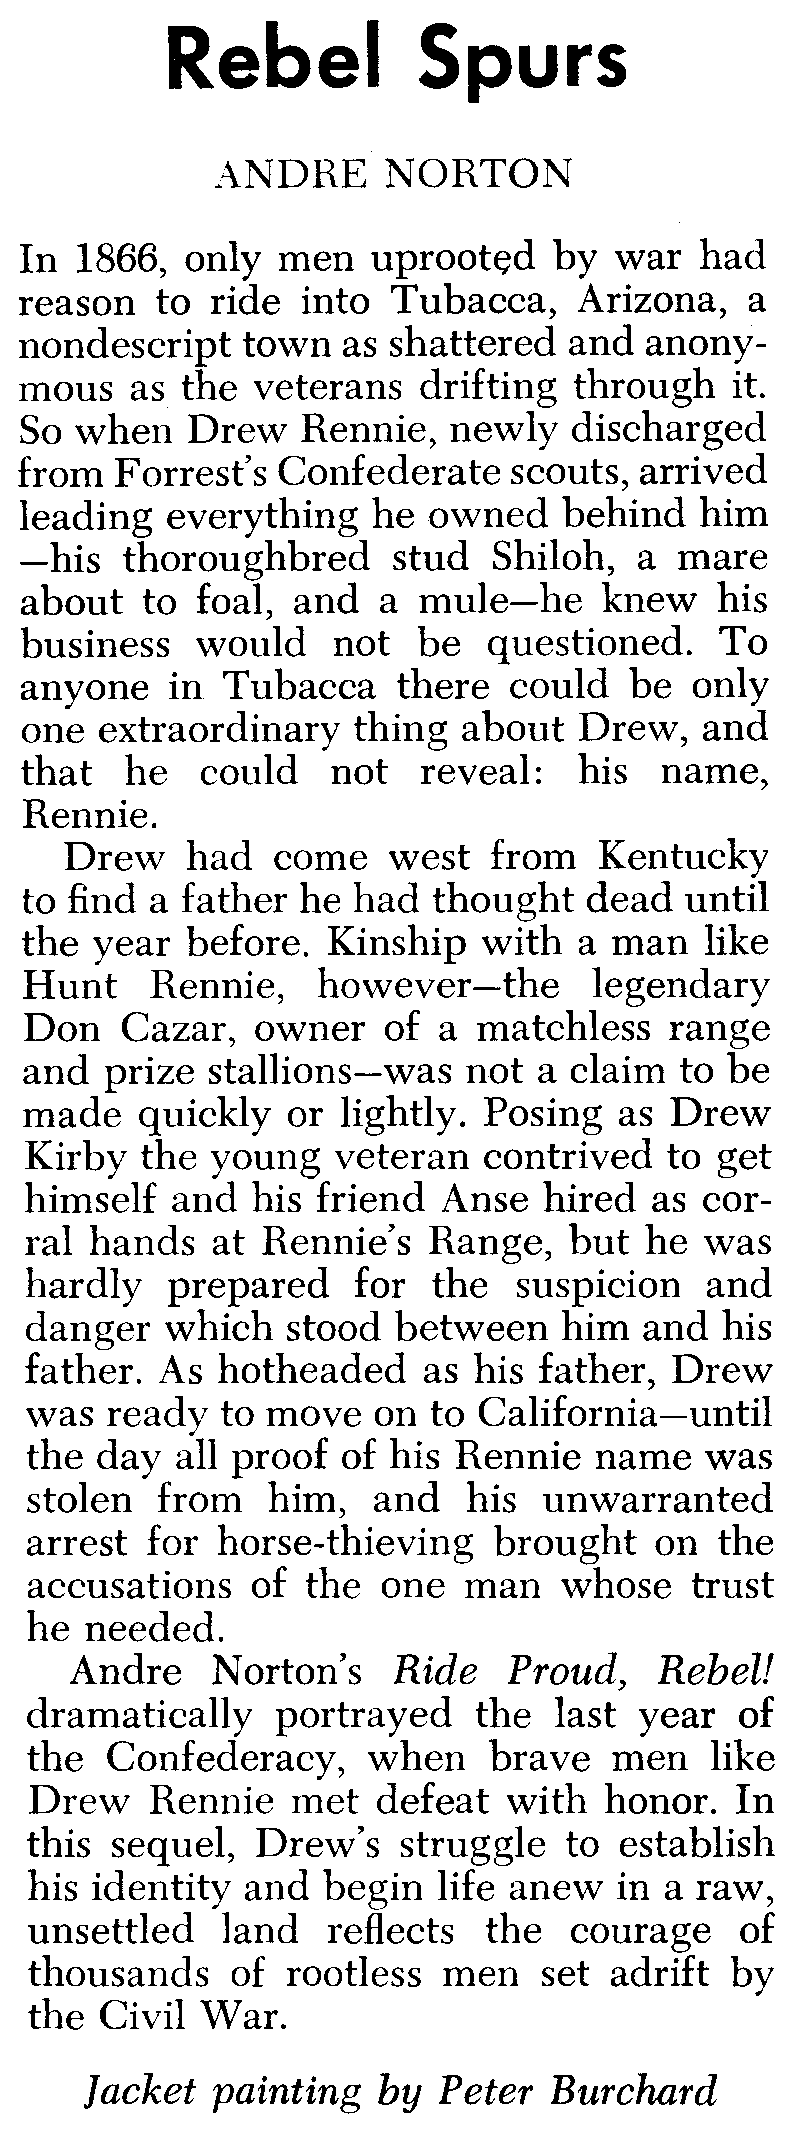 Rebel Spurs
ANDRE NORTON
In 1866, only men uprooted by war had
reason to ride into Tubacca, Arizona, a
nondescript town as shattered and anony-
mous as the veterans drifting through it.
So when Drew Rennie, newly discharged
from Forrest's Confederate scouts, arrived
leading everything he owned behind him
—his thoroughbred stud Shiloh, a mare
about to foal, and a mule—he knew his
business would not be questioned. To
anyone in Tubacca there could be only
one extraordinary thing about Drew, and
that he could not reveal: his name,
Rennie.
Drew had come west from Kentucky
to find a father he had thought dead until
the year before. Kinship with a man like
Hunt Rennie, however—the legendary
Don Cazar, owner of a matchless range
and prize stallions—was not a claim to be
made quickly or lightly. Posing as Drew
Kirby the young veteran contrived to get
himself and his friend Anse hired as cor-
ral hands at Rennie's Range, but he was
hardly prepared for the suspicion and
danger which stood between him and his
father. As hotheaded as his father, Drew
was ready to move on to California—until
the day all proof of his Rennie name was
stolen from him, and his unwarranted
arrest for horse-thieving brought on the
accusations of the one man whose trust
he needed.
Andre Norton's Ride Proud, Rebel!
dramatically portrayed the last year of
the Confederacy, when brave men like
Drew Rennie met defeat with honor. In
this sequel, Drew's struggle to establish
his identity and begin life anew in a raw,
unsettled land reflects the courage of
thousands of rootless men set adrift by
the Civil War.
Jacket painting by Peter Burchard